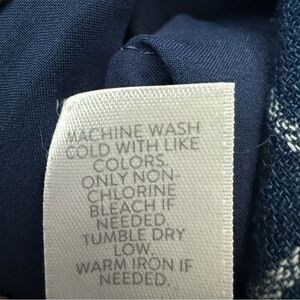 MACHINE WASH
COLD WITH LIKE
COLORS.
ONLY NON-
CHLORINE
BLEACH IF
NEEDED.
TUMBLE DRY
LOW.
WARM IRON IF
NEEDED.